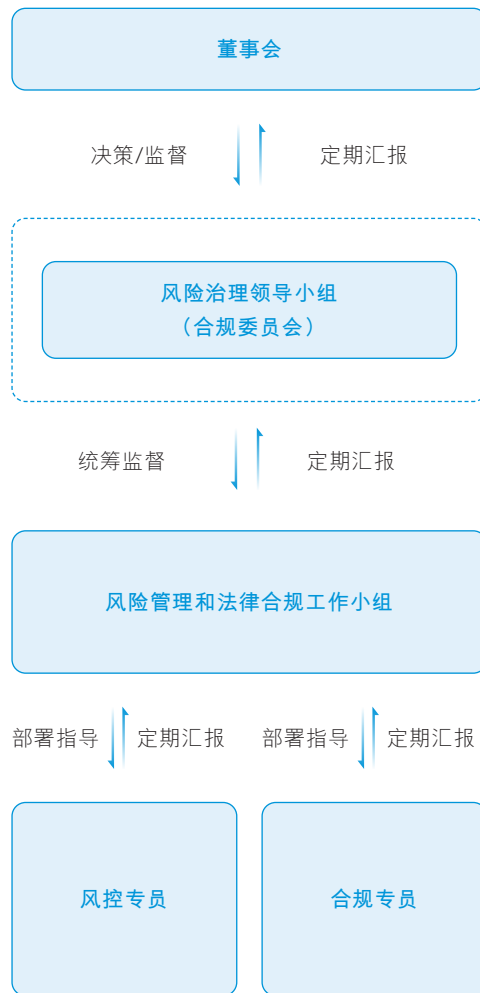 董事会
决策/监督
定期汇报
风险治理领导小组
（合规委员会）
统筹监督
定期汇报
风险管理和法律合规工作小组
部署指导
定期汇报
部署指导
定期汇报
风控专员
合规专员